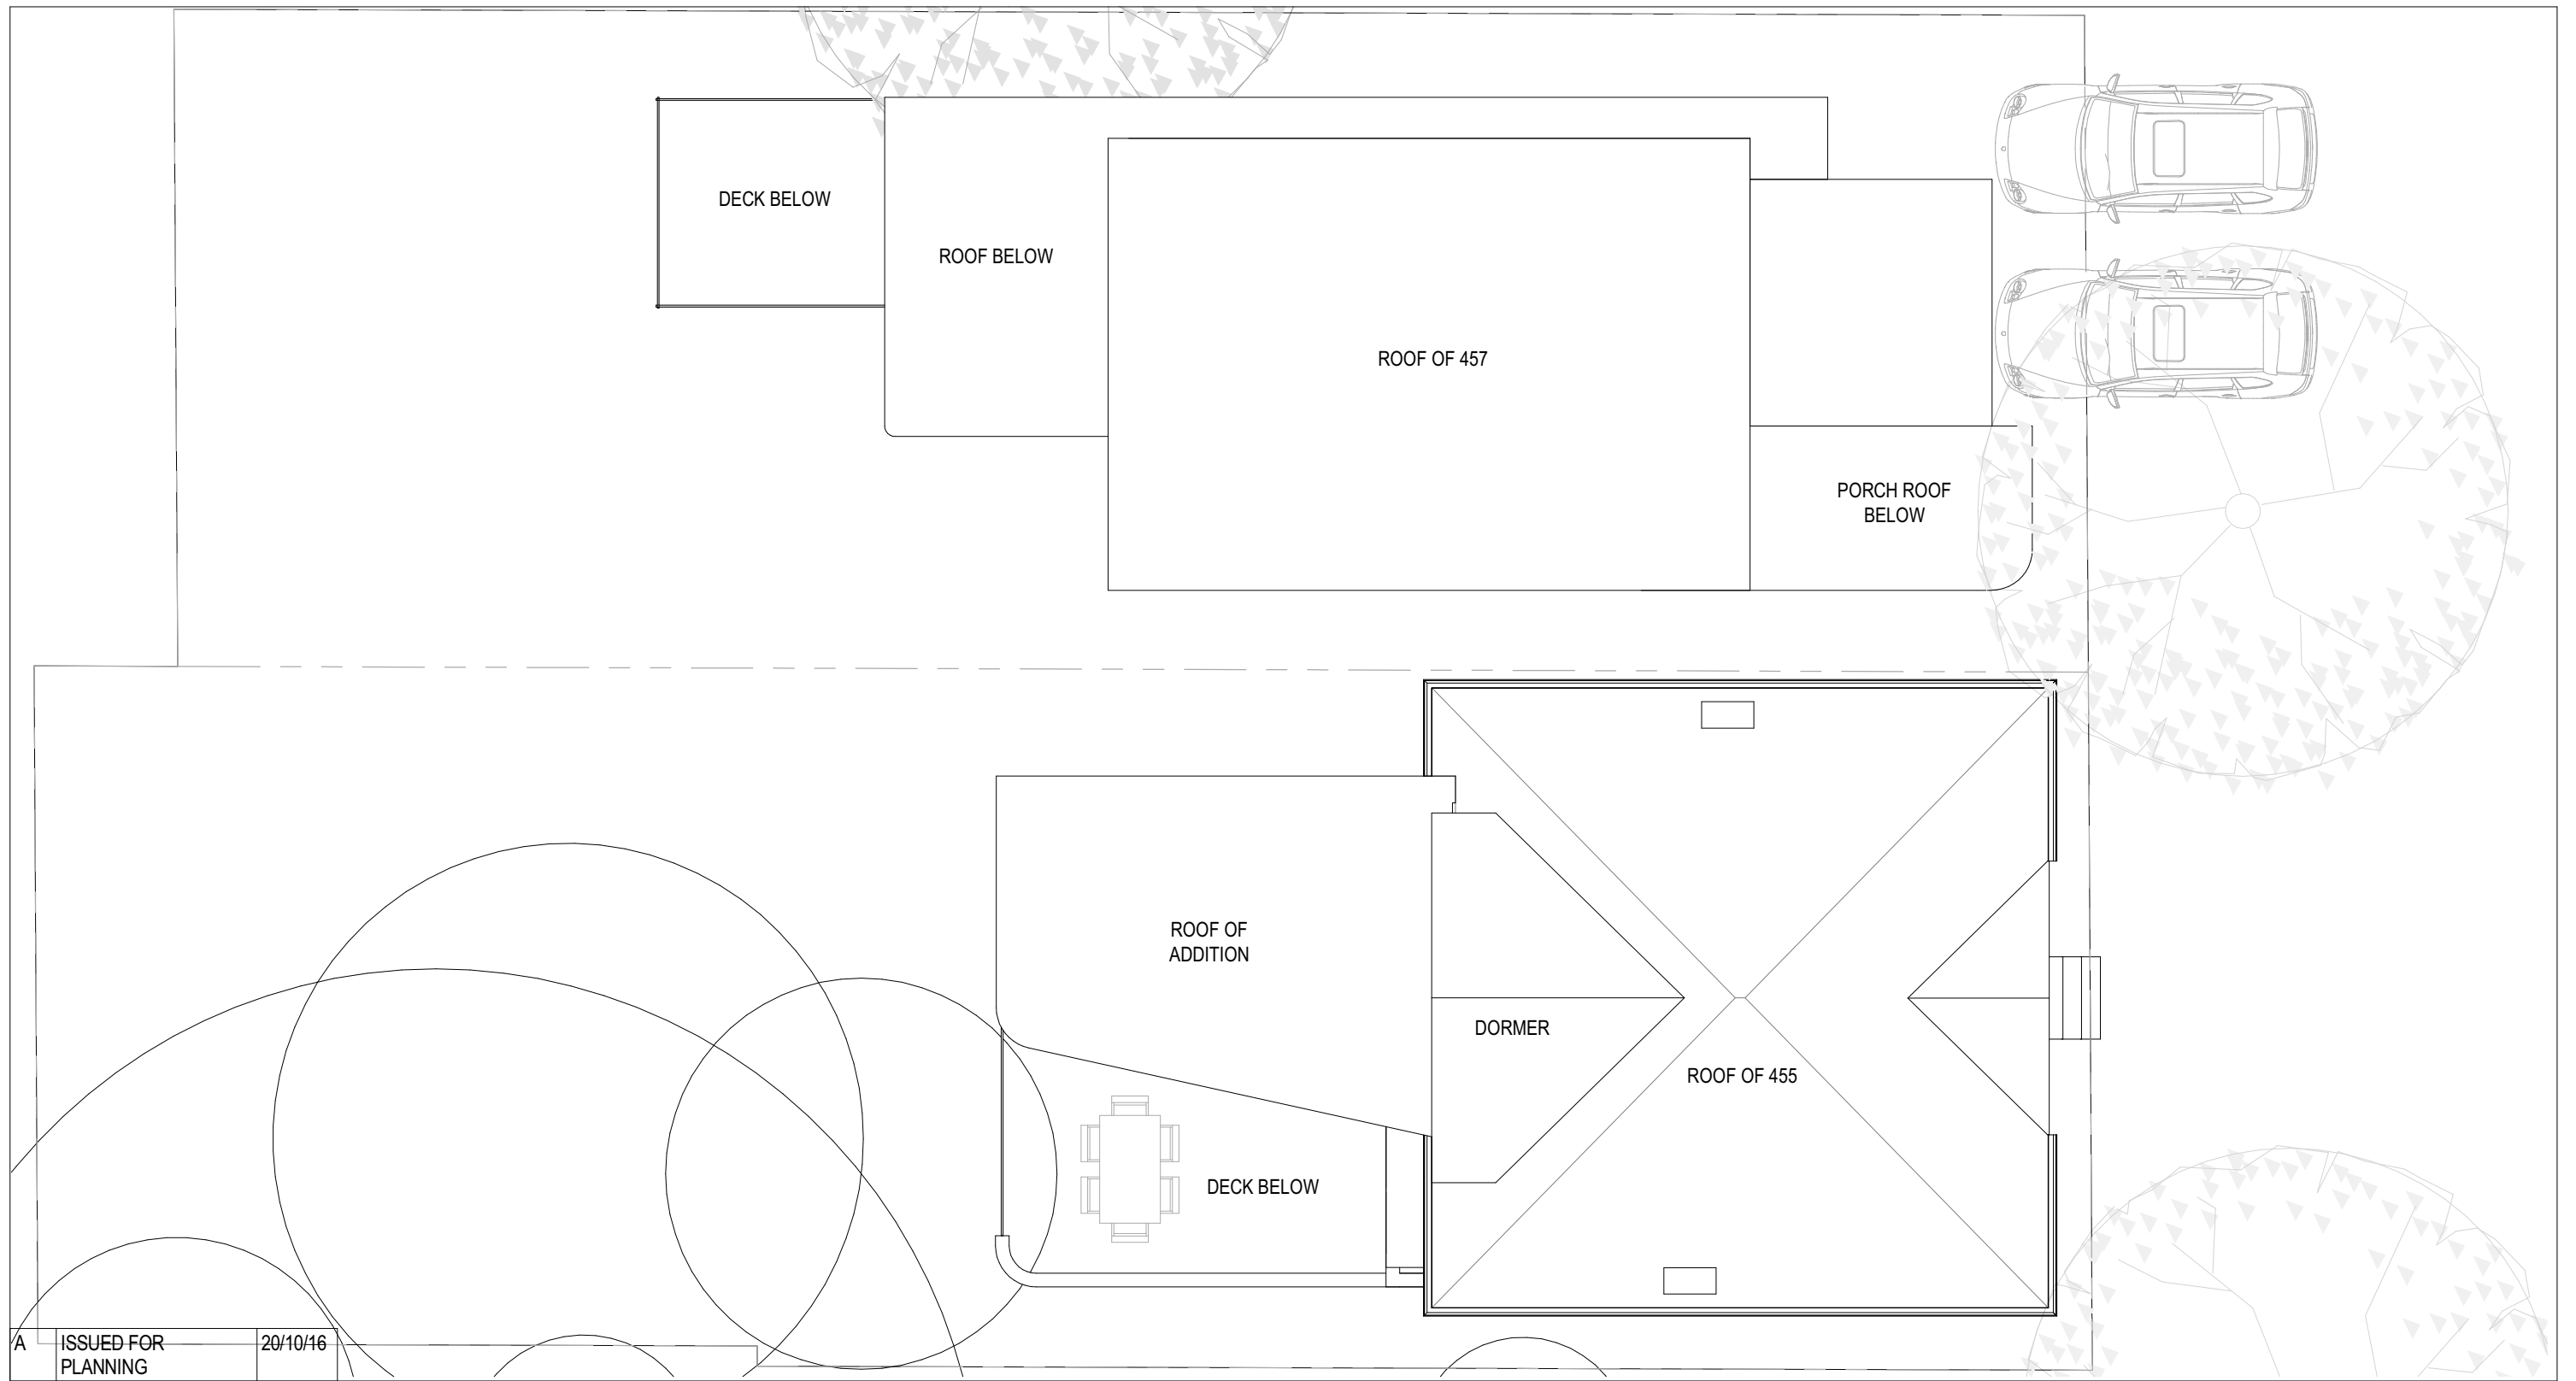 DECK BELOW
ROOF BELOW
ROOF OF 457
PORCH ROOF
BELOW
ROOF OF
ADDITION
DORMER
ROOF OF 455
DECK BELOW
A ISSUED FOR 20/10/16
PLANNING